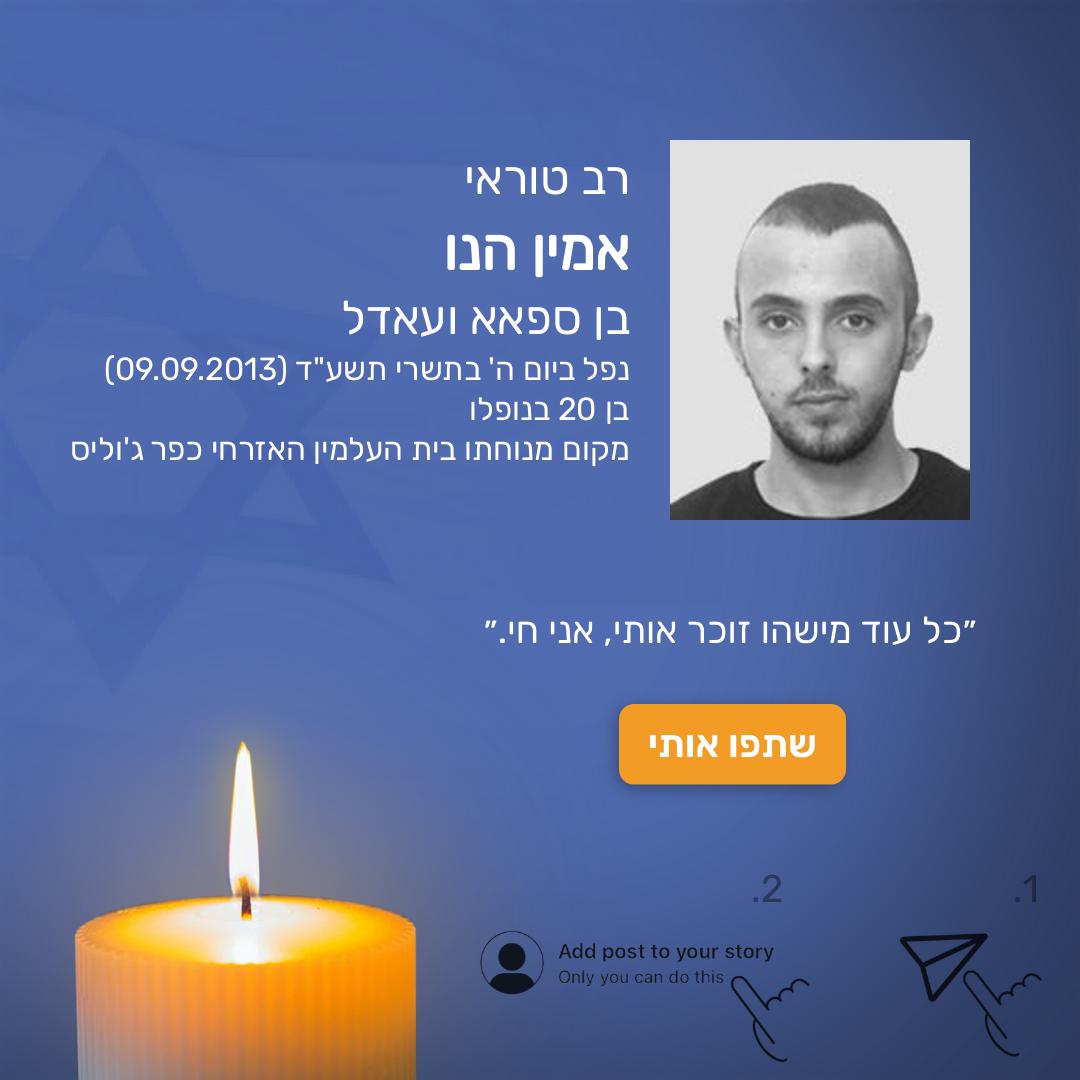 רב טוראי
אמין הנו
בן ספאא ועאדל
נפל ביום ה' בתשרי תשע"ד (09.09.2013)
בן 20 בנופלו
מקום מנוחתו בית העלמין האזרחי כפר ג'וליס
״כל עוד מישהו זוכר אותי, אני חי.״
שתפו אותי
1.
2.
Add post to your story
Only you can do this